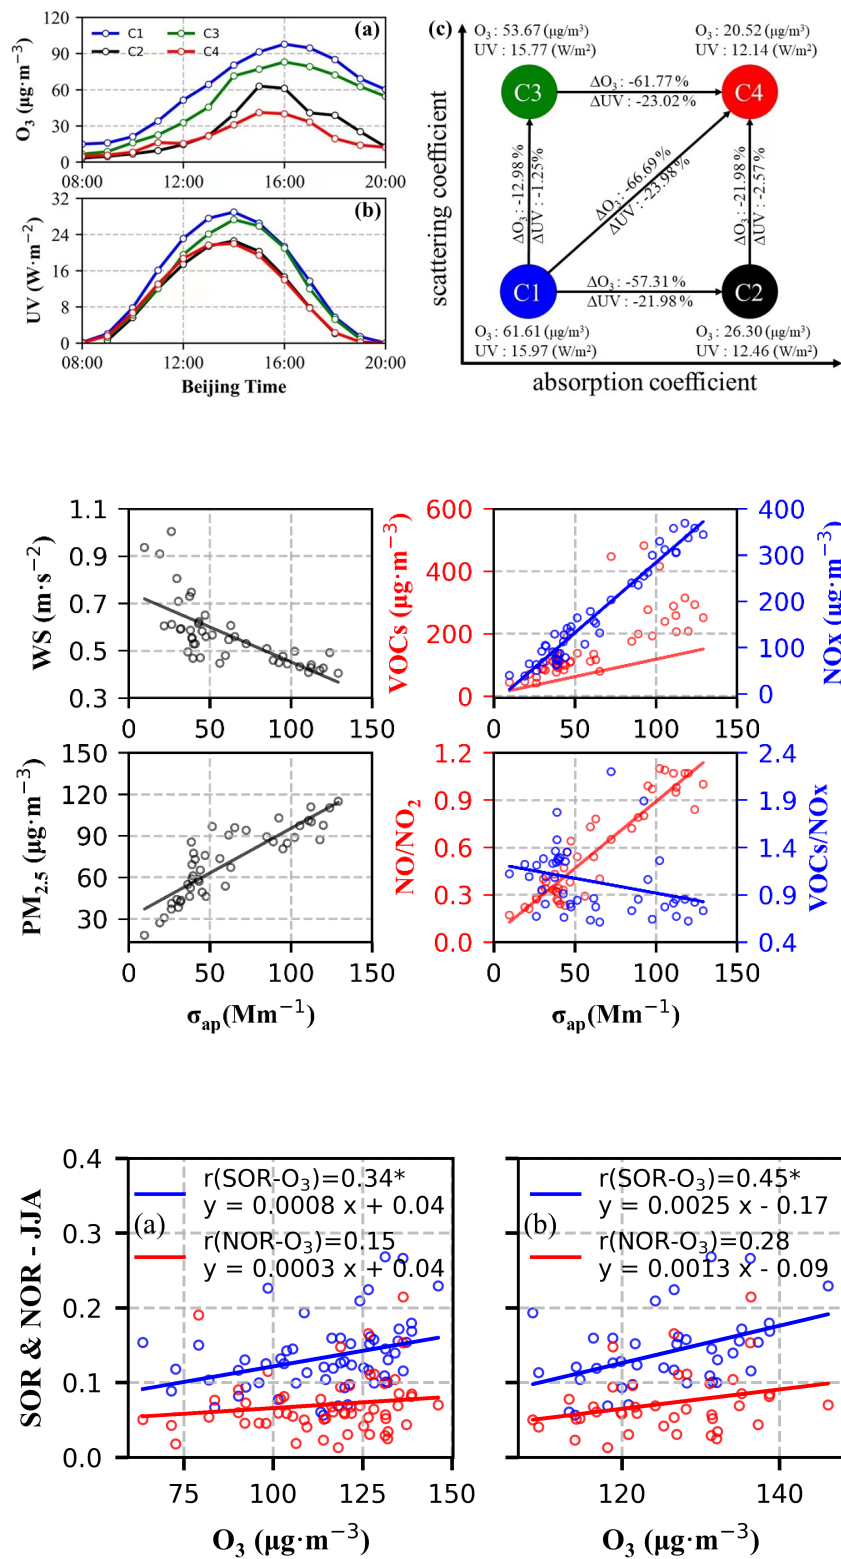 O₃ (μg·m⁻³)
120
90
60
30
0
C1
C2
C3
C4
(a)
08:00
12:00
16:00
20:00
UV (W·m⁻²)
32
24
16
8
0
(b)
08:00
12:00
16:00
20:00
Beijing Time
(c)
scattering coefficient
O₃ : 53.67 (μg/m³)
UV : 15.77 (W/m²)
O₃ : 20.52 (μg/m³)
UV : 12.14 (W/m²)
C3
ΔO₃ : -61.77%
ΔUV : -23.02%
C4
ΔO₃ : -12.98%
ΔUV : -1.25%
ΔO₃ : -66.69%
ΔUV : -23.98%
ΔO₃ : -21.98%
ΔUV : -2.57%
C1
ΔO₃ : -57.31%
ΔUV : -21.98%
C2
O₃ : 61.61 (μg/m³)
UV : 15.97 (W/m²)
O₃ : 26.30 (μg/m³)
UV : 12.46 (W/m²)
absorption coefficient
WS (m·s⁻²)
1.1
0.9
0.7
0.5
0.3
0
50
100
150
VOCs (μg·m⁻³)
600
400
200
0
400
300
200
100
0
NOx (μg·m⁻³)
0
50
100
150
PM₂.₅ (μg·m⁻³)
150
120
90
60
30
0
50
100
150
σₐₚ(Mm⁻¹)
NO/NO₂
1.2
0.9
0.6
0.3
0.0
2.4
1.9
1.4
0.9
0.4
VOCs/NOx
0
50
100
150
σₐₚ(Mm⁻¹)
SOR & NOR - JJA
0.4
0.3
0.2
0.1
0.0
r(SOR-O₃)=0.34*
y = 0.0008 x + 0.04
(a)
r(NOR-O₃)=0.15
y = 0.0003 x + 0.04
75
100
125
150
O₃ (μg·m⁻³)
r(SOR-O₃)=0.45*
y = 0.0025 x - 0.17
(b)
r(NOR-O₃)=0.28
y = 0.0013 x - 0.09
120
140
O₃ (μg·m⁻³)